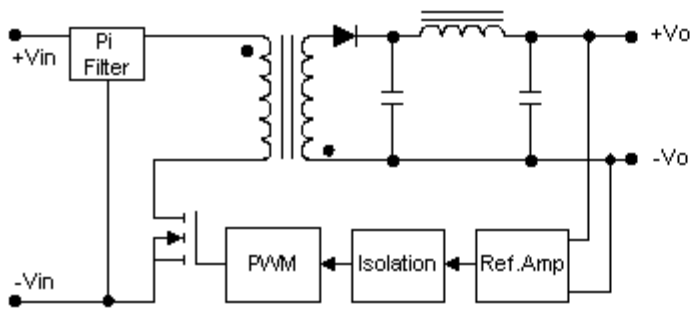 +Vin
Pi
Filter
+Vo
-Vo
-Vin
PWM
Isolation
Ref.Amp